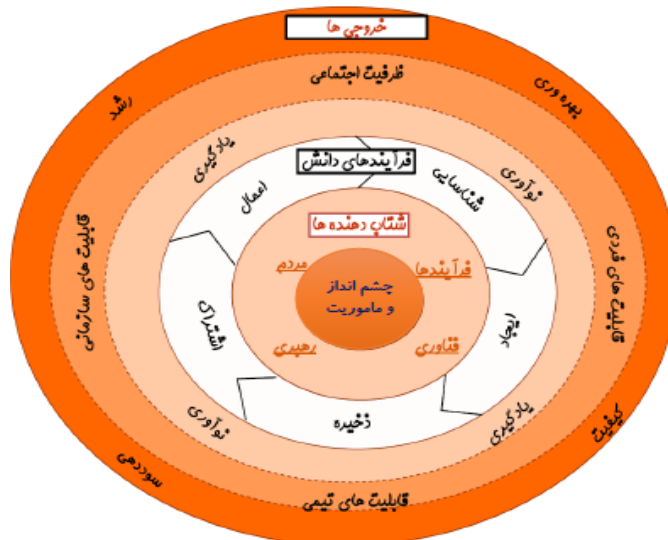 خروجی ها
بهره وری
رشد
ظرفیت اجتماعی
یادگیری
نوآوری
فرآیندهای دانش
شناسایی
اعمال
شتاب دهنده ها
فرآیندها
مردم
چشم انداز
و ماموریت
قابلیت های فردی
قابلیت های سازمانی
ایجاد
اشتراک
فناوری
رهبری
ذخیره
یادگیری
نوآوری
کیفیت
سوددهی
قابلیت های تیمی